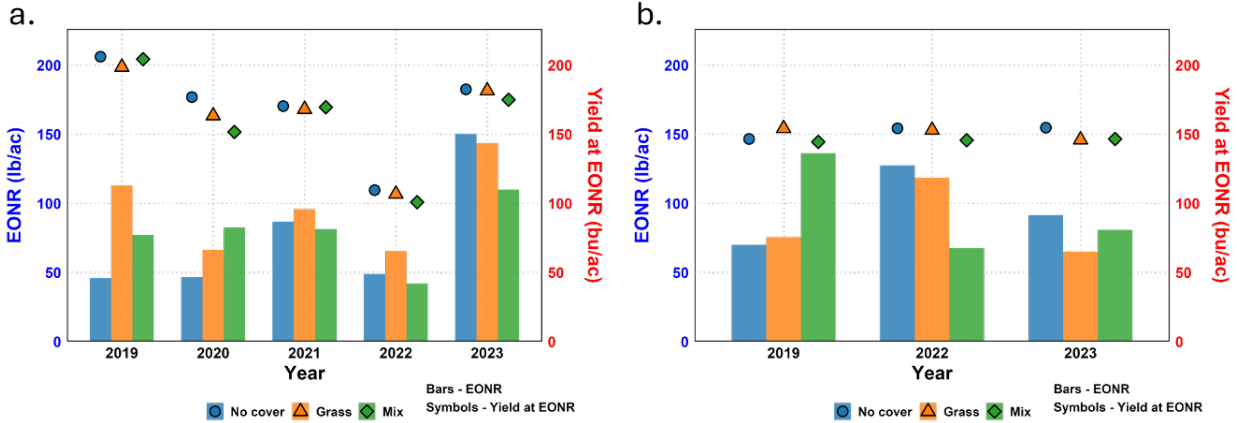 a.
EONR (lb/ac)
200
150
100
50
0
Yield at EONR (bu/ac)
200
150
100
50
0
2019 2020 2021 2022 2023
Year
No cover Grass Mix
Bars - EONR
Symbols - Yield at EONR
b.
EONR (lb/ac)
200
150
100
50
0
Yield at EONR (bu/ac)
200
150
100
50
0
2019 2022 2023
Year
No cover Grass Mix
Bars - EONR
Symbols - Yield at EONR